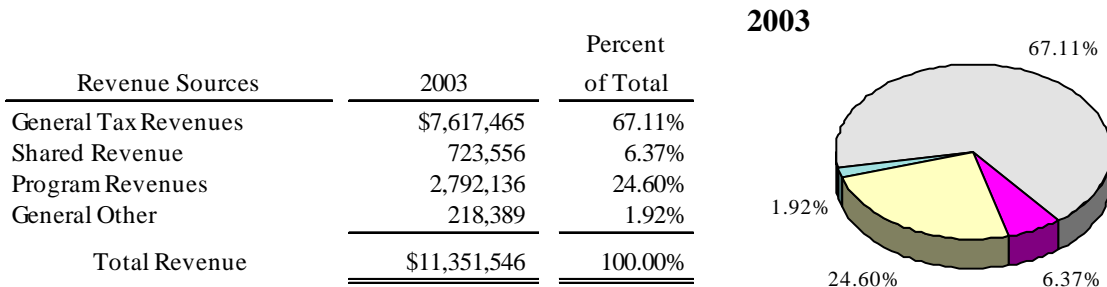 Percent
Revenue Sources 2003 of Total
General Tax Revenues $7,617,465 67.11%
Shared Revenue 723,556 6.37%
Program Revenues 2,792,136 24.60%
General Other 218,389 1.92%
Total Revenue $11,351,546 100.00%
2003
67.11%
1.92%
24.60% 6.37%